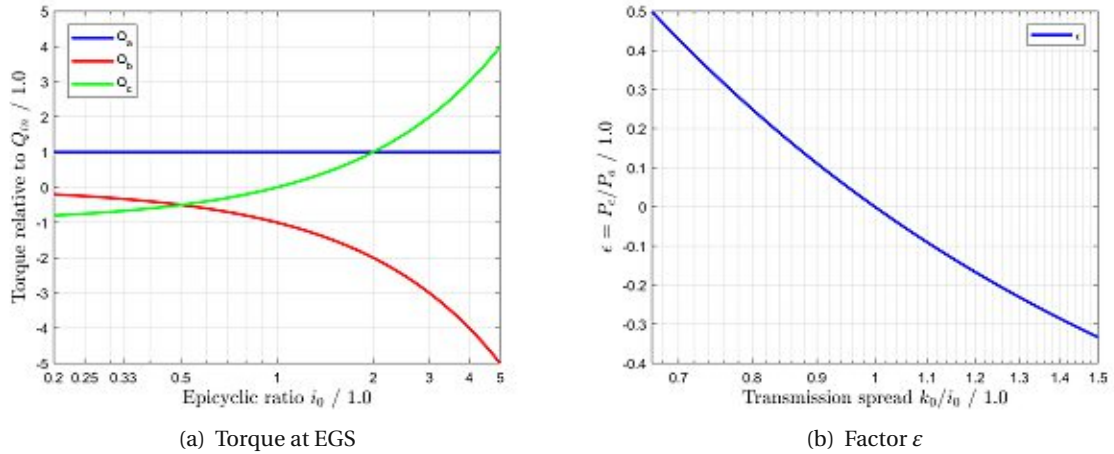 5
4
3
2
1
0
-1
-2
-3
-4
-5
Torque relative to Q_in / 1.0
Q_a
Q_b
Q_c
0.2 0.25 0.33 0.5 1 2 3 4 5
Epicyclic ratio i_0 / 1.0
(a) Torque at EGS
0.5
0.4
0.3
0.2
0.1
0
-0.1
-0.2
-0.3
-0.4
ϵ = P_c/P_a / 1.0
ϵ
0.7 0.8 0.9 1 1.1 1.2 1.3 1.4 1.5
Transmission spread k_0/i_0 / 1.0
(b) Factor ε